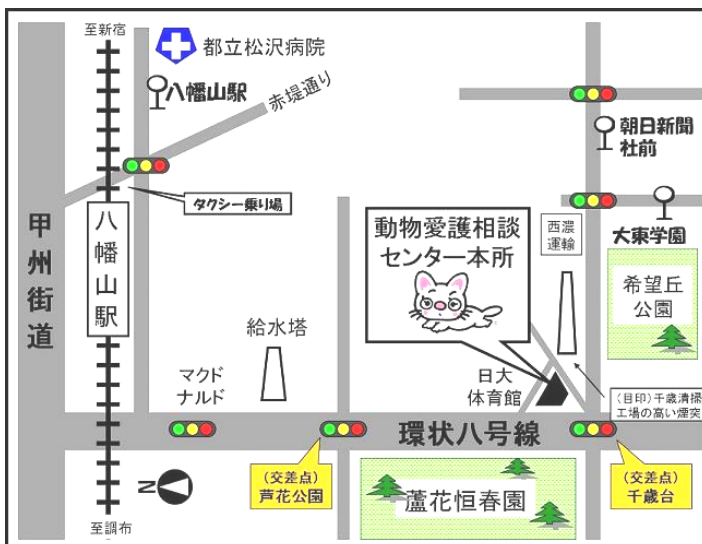 至新宿
都立松沢病院
八幡山駅
赤堤通り
朝日新聞
社前
タクシー乗り場
動物愛護相談
センター本所
西濃
運輸
大東学園
甲州街道
八幡山駅
希望丘
公園
給水塔
マクド
ナルド
日大
体育館
(目印)千歳清掃
工場の高い煙突
環状八号線
(交差点)
芦花公園
(交差点)
千歳台
蘆花恒春園
N
至調布